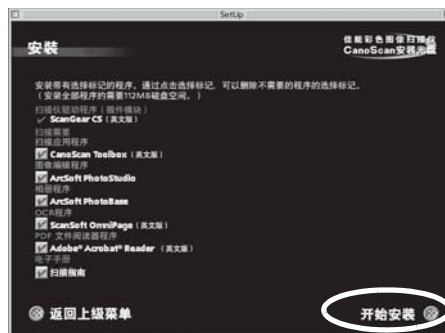 SetUp
安装
佳能彩色图像扫描仪
CanoScan安装光盘
安装带有选择标记的程序，通过点击选择标记，可以删除不需要的程序的选择标记。
（安装全部程序的需要112MB磁盘空间。）
扫描仪驱动程序（插件模块）
ScanGear CS（英文版）
扫描需要
扫描应用程序
CanoScan Toolbox（英文版）
图像编辑程序
ArcSoft PhotoStudio
相册程序
ArcSoft PhotoBase
OCR程序
ScanSoft OmniPage（英文版）
PDF 文件阅读器程序
Adobe® Acrobat® Reader （英文版）
电子手册
扫描指南
返回上级菜单
开始安装